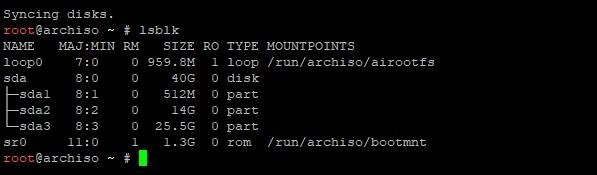 Syncing disks.
root@archiso ~ # lsblk
NAME   MAJ:MIN RM   SIZE RO TYPE MOUNTPOINTS
loop0    7:0    0 959.8M  1 loop /run/archiso/airootfs
sda      8:0    0    40G  0 disk
├─sda1   8:1    0   512M  0 part
├─sda2   8:2    0    14G  0 part
└─sda3   8:3    0  25.5G  0 part
sr0     11:0    1   1.3G  0 rom  /run/archiso/bootmnt
root@archiso ~ #